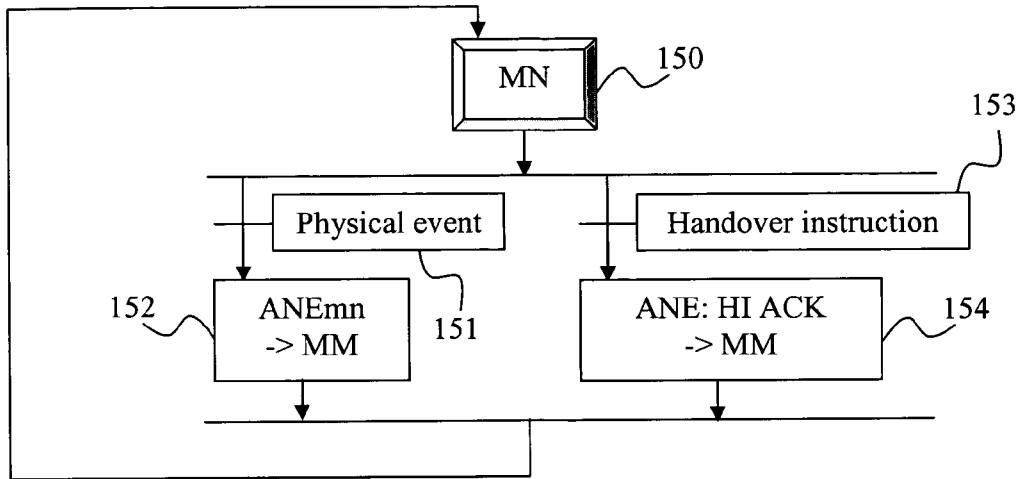 MN
150
153
Physical event
Handover instruction
152
ANEmn
-> MM
151
ANE: HI ACK
-> MM
154